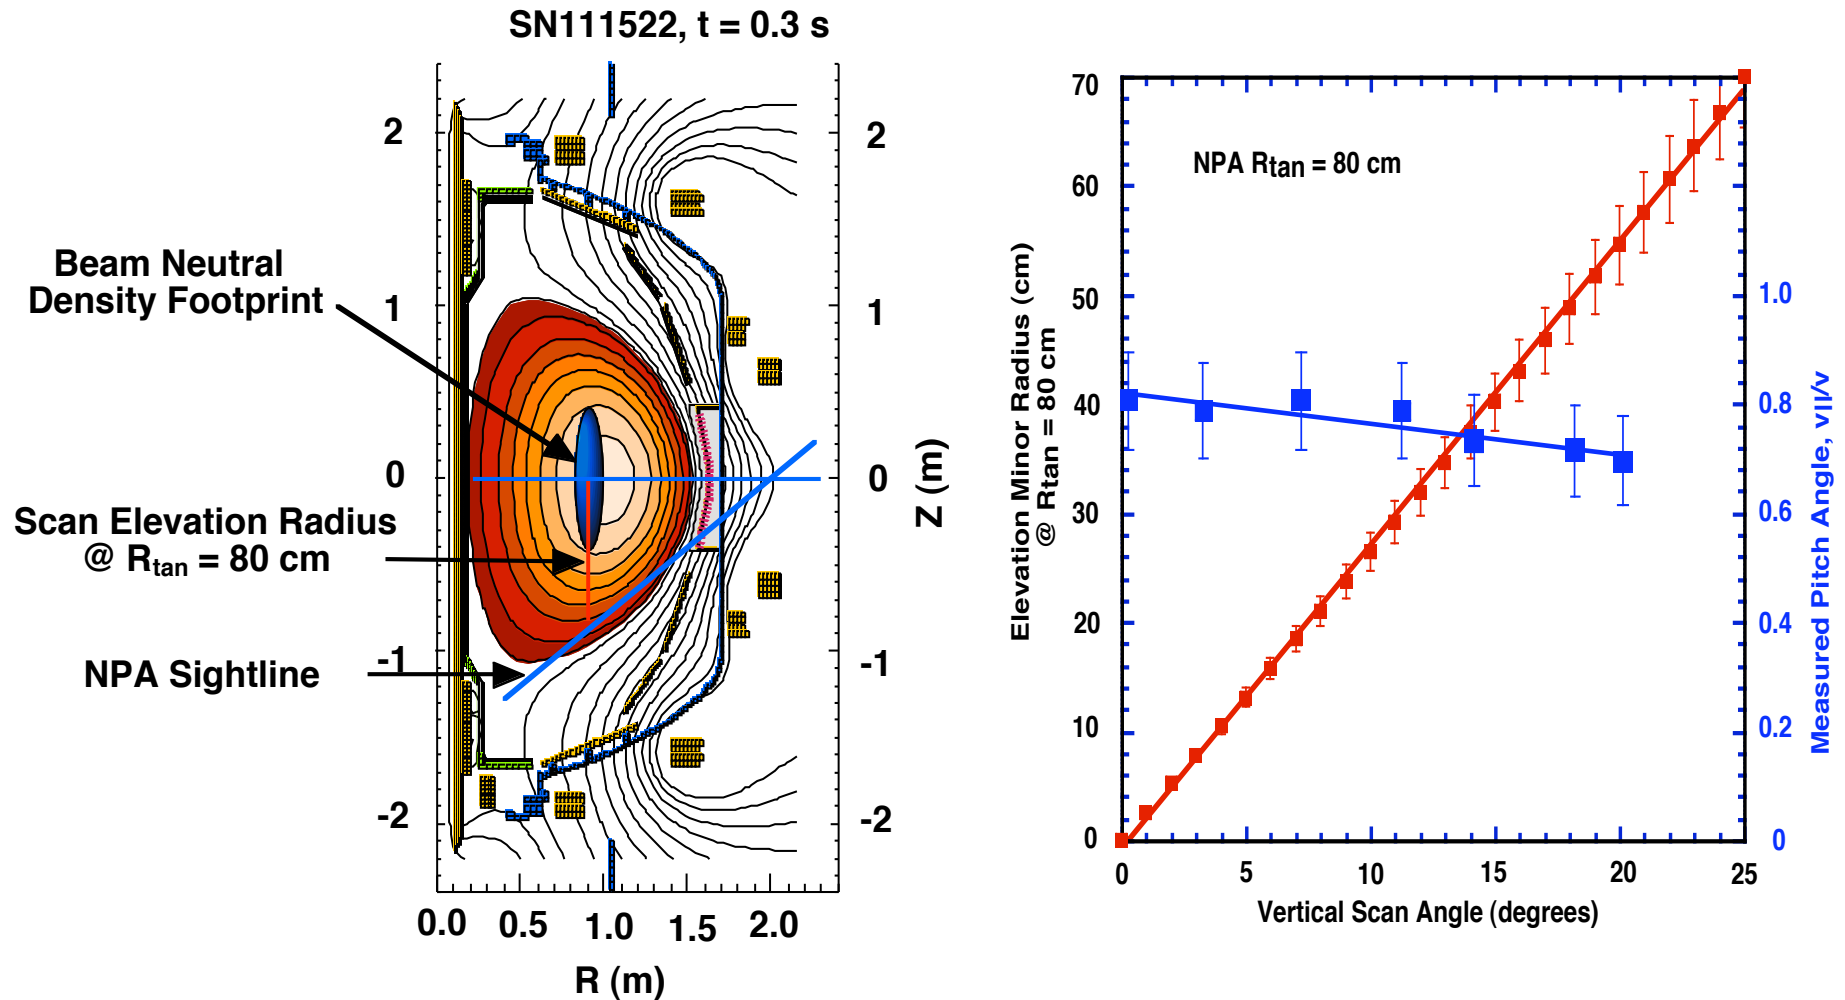 SN111522, t = 0.3 s
2
1
0
-1
-2
2
1
0
-1
-2
Z (m)
0.0 0.5 1.0 1.5 2.0
R (m)
Beam Neutral
Density Footprint
Scan Elevation Radius
@ Rtan = 80 cm
NPA Sightline
NPA Rtan = 80 cm
Elevation Minor Radius (cm)
@ Rtan = 80 cm
70
60
50
40
30
20
10
0
1.0
0.8
0.6
0.4
0.2
0
Measured Pitch Angle, v||/v
0 5 10 15 20 25
Vertical Scan Angle (degrees)